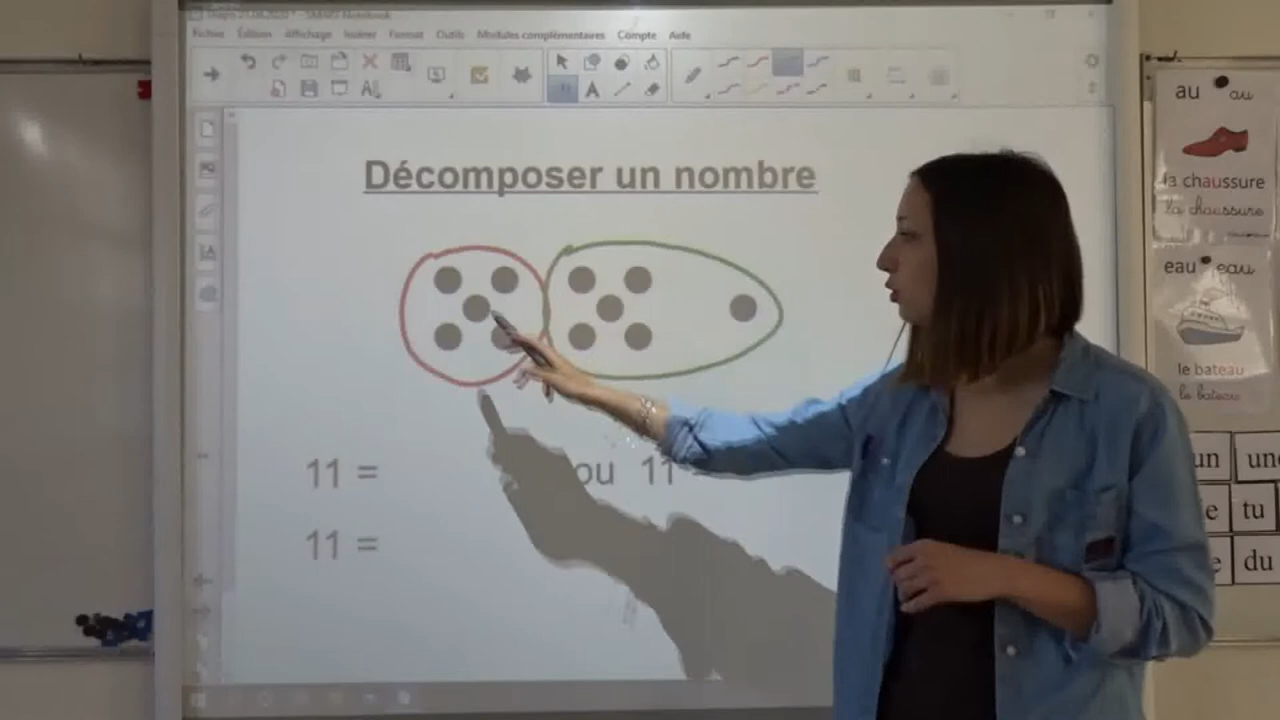 Fichier Édition Affichage Insérer Format Outils Modules complémentaires Compte Aide
Décomposer un nombre
11 = ou 11 =
11 =
au au
la chaussure
la chaussure
eau eau
le bateau
le bateau
un un
e tu
e du